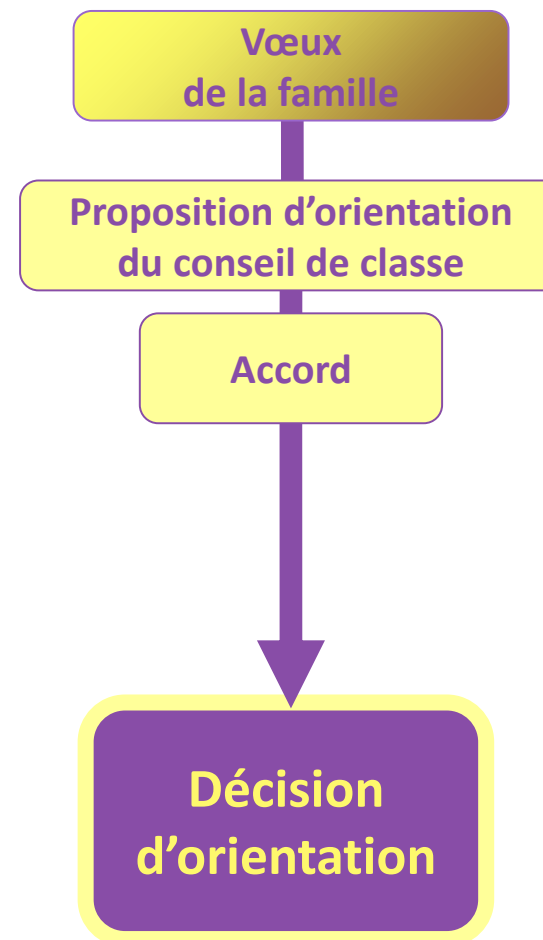 Vœux
de la famille
Proposition d’orientation
du conseil de classe
Accord
Décision
d’orientation